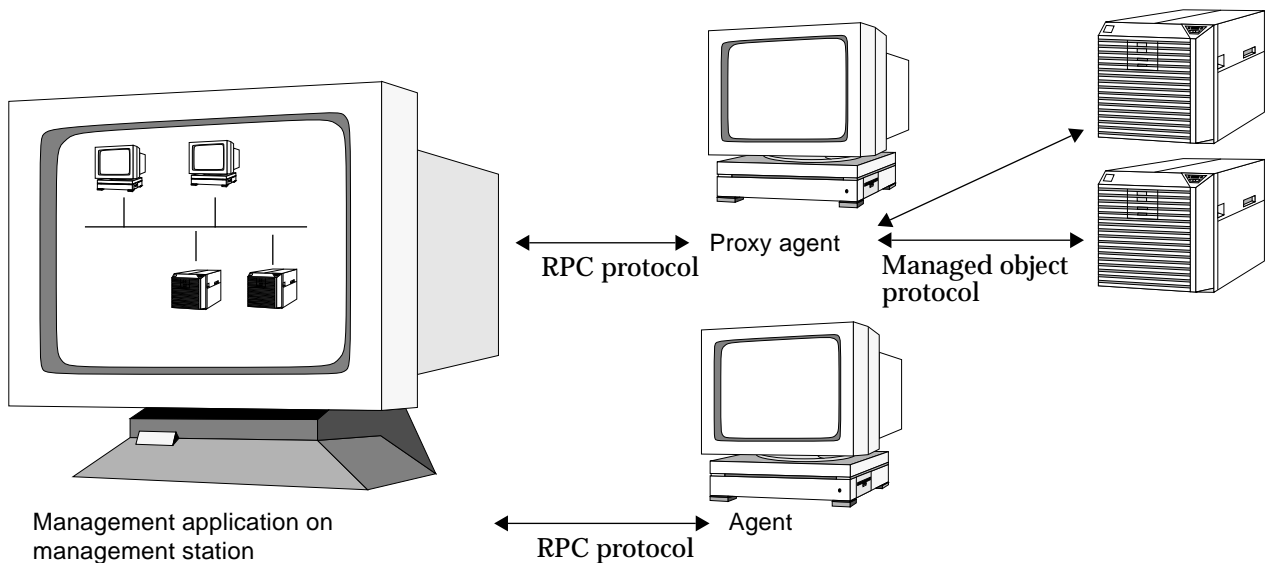 Proxy agent
RPC protocol
Managed object
protocol
Management application on
management station
Agent
RPC protocol